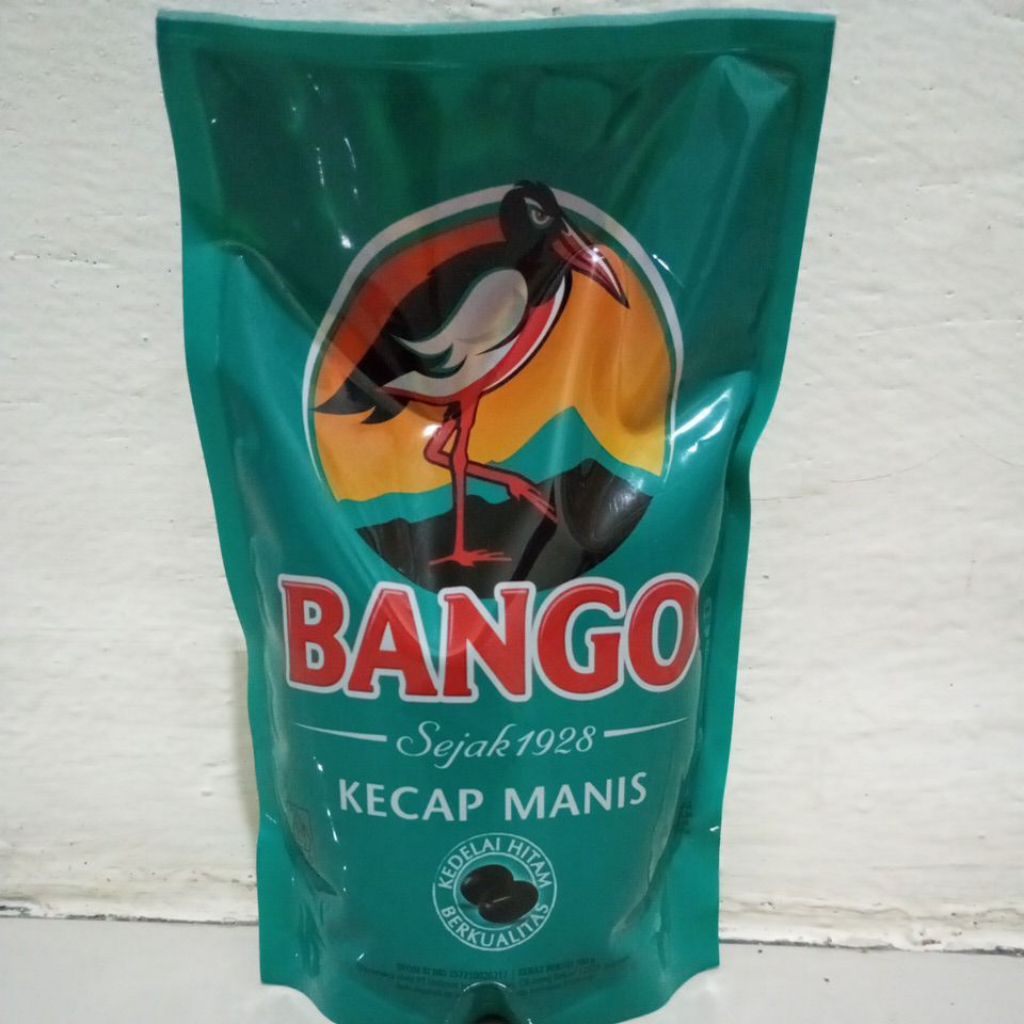 BANGO
Sejak 1928
KECAP MANIS
KEDELAI HITAM
BERKUALITAS